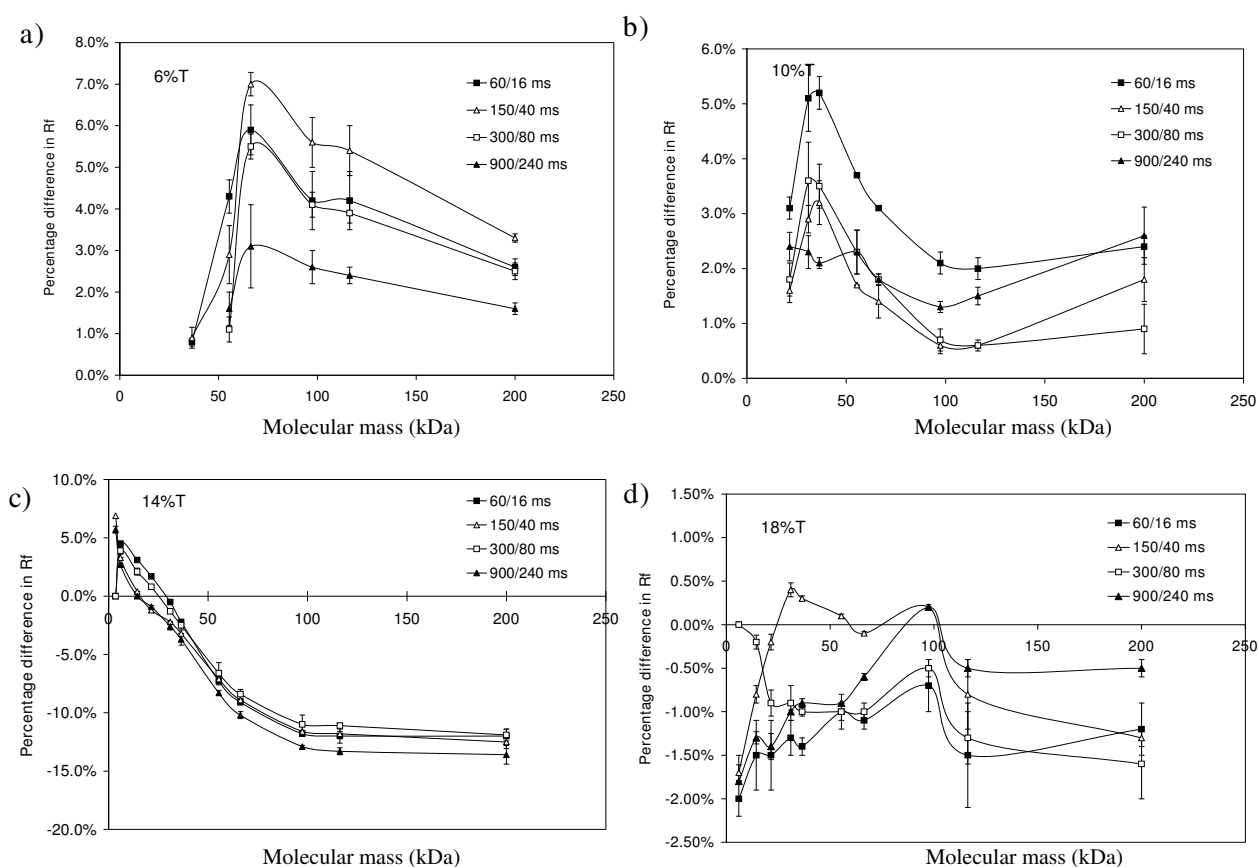 a)
6%T
60/16 ms
150/40 ms
300/80 ms
900/240 ms
8.0%
7.0%
6.0%
5.0%
4.0%
3.0%
2.0%
1.0%
0.0%
Percentage difference in Rf
0 50 100 150 200 250
Molecular mass (kDa)
b)
10%T
60/16 ms
150/40 ms
300/80 ms
900/240 ms
6.0%
5.0%
4.0%
3.0%
2.0%
1.0%
0.0%
Percentage difference in Rf
0 50 100 150 200 250
Molecular mass (kDa)
c)
14%T
60/16 ms
150/40 ms
300/80 ms
900/240 ms
10.0%
5.0%
0.0%
-5.0%
-10.0%
-15.0%
-20.0%
Percentage difference in Rf
0 50 100 150 200 250
Molecular mass (kDa)
d)
18%T
60/16 ms
150/40 ms
300/80 ms
900/240 ms
1.50%
1.00%
0.50%
0.00%
-0.50%
-1.00%
-1.50%
-2.00%
-2.50%
Percentage difference in Rf
0 50 100 150 200 250
Molecular mass (kDa)